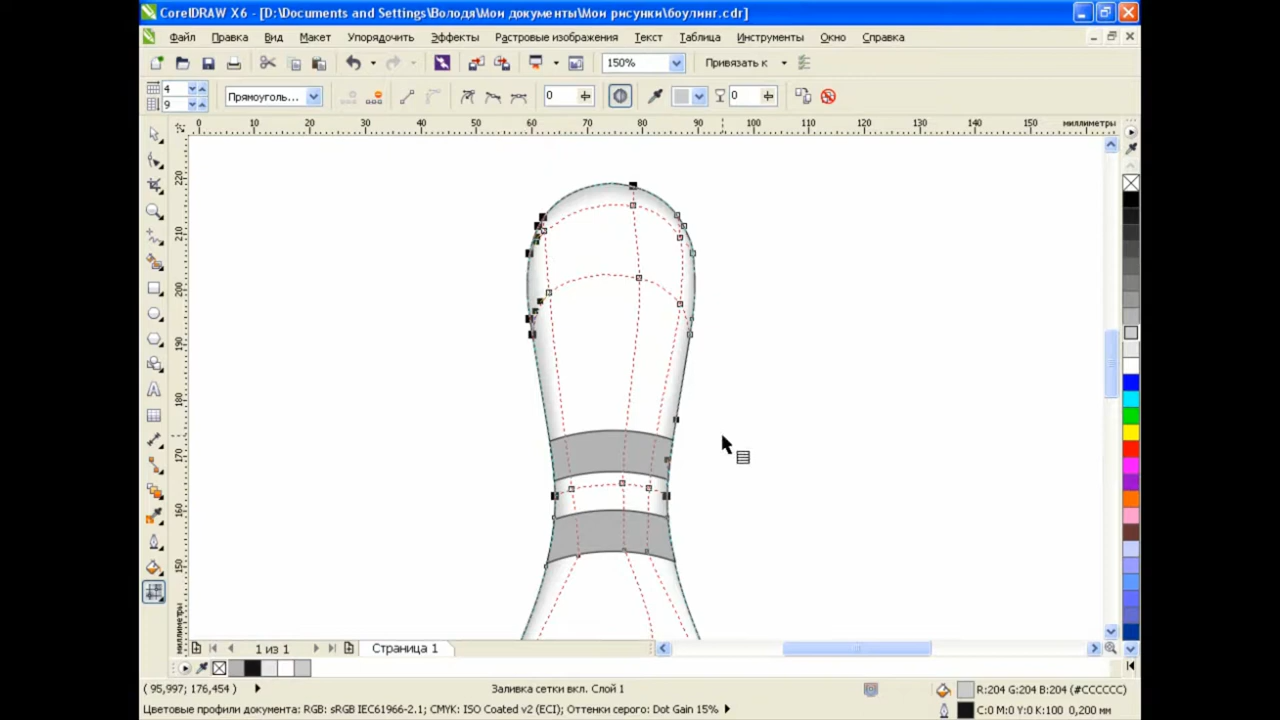 CorelDRAW X6 - [D:\Documents and Settings\Володя\Мои документы\Мои рисунки\боулинг.cdr]
Файл Правка Вид Макет Упорядочить Эффекты Растровые изображения Текст Таблица Инструменты Окно Справка
150% Привязать к
4
9
Прямоуголь...
0
0
0 10 20 30 40 50 60 70 80 90 100 110 120 130 140 150 миллиметры
220
210
200
190
180
170
160
150
миллиметры
1 из 1 Страница 1
( 95,997; 176,454 ) Заливка сетки вкл. Слой 1 R:204 G:204 B:204 (#CCCCCC)
Цветовые профили документа: RGB: sRGB IEC61966-2.1; CMYK: ISO Coated v2 (ECI); Оттенки серого: Dot Gain 15% C:0 M:0 Y:0 K:100 0,200 мм